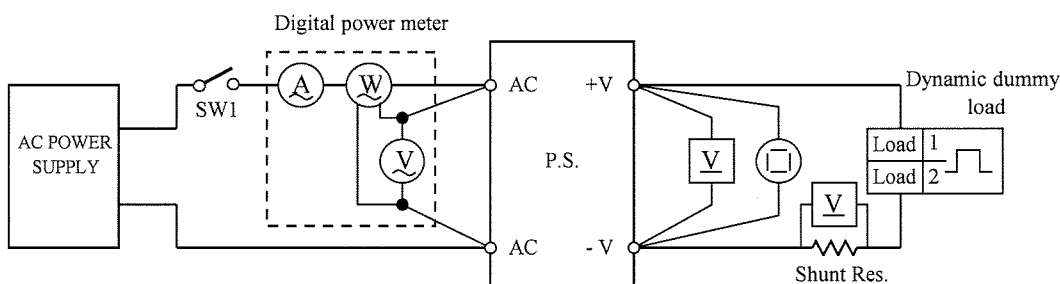 Digital power meter
A
W
SW1
AC POWER
SUPPLY
V
AC
+V
P.S.
AC
- V
V
Dynamic dummy
load
Load 1
Load 2
V
Shunt Res.